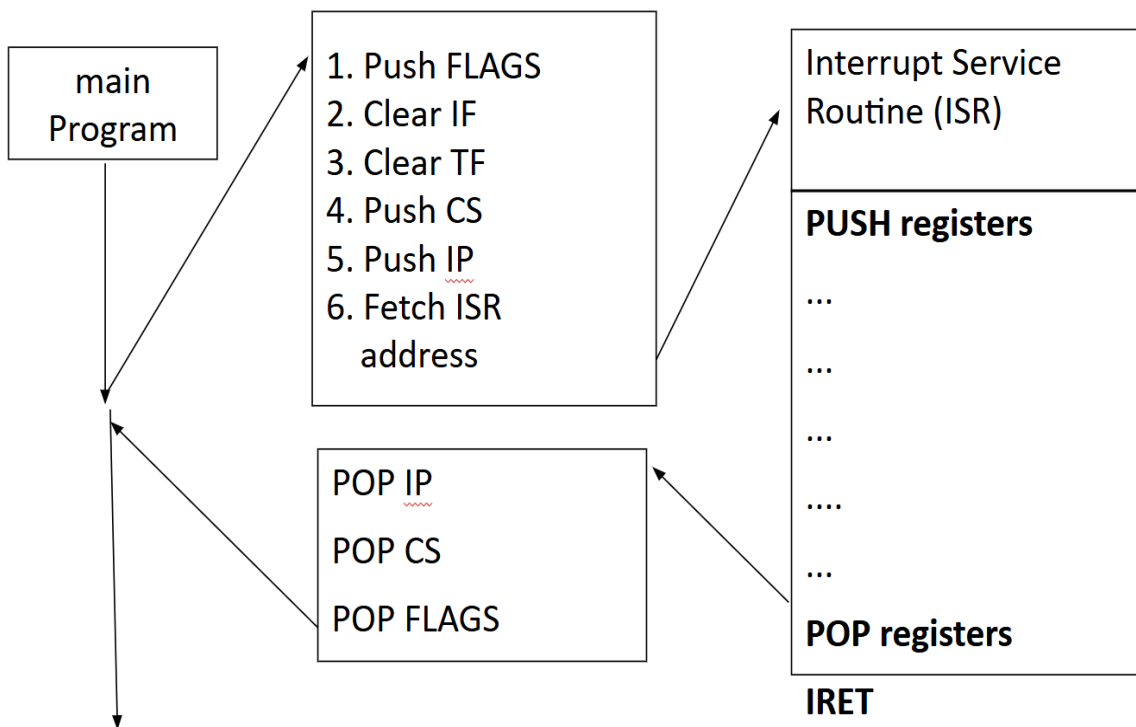 main
Program
1. Push FLAGS
2. Clear IF
3. Clear TF
4. Push CS
5. Push IP
6. Fetch ISR
address
Interrupt Service
Routine (ISR)
PUSH registers
...
...
...
....
...
POP registers
IRET
POP IP
POP CS
POP FLAGS